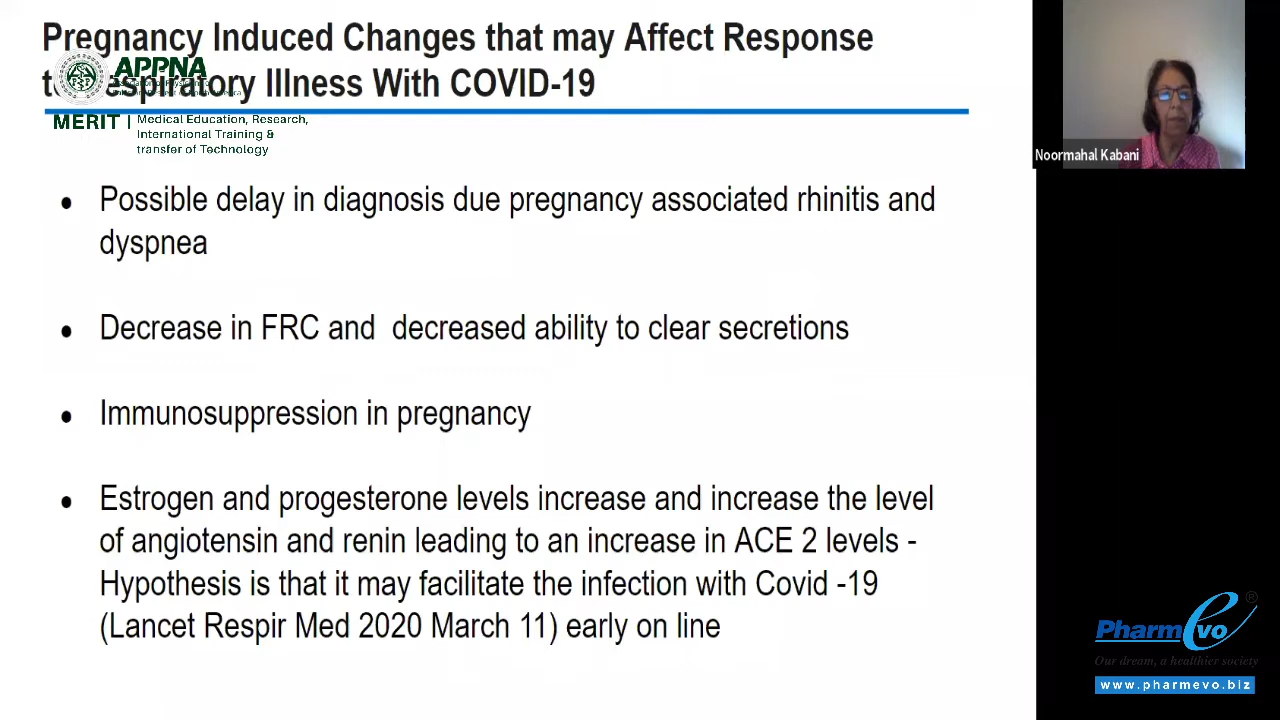 Pregnancy Induced Changes that may Affect Response
Respiratory Illness With COVID-19
APPNA
MERIT | Medical Education, Research,
International Training &
transfer of Technology
Noormahal Kabani
• Possible delay in diagnosis due pregnancy associated rhinitis and
dyspnea
• Decrease in FRC and decreased ability to clear secretions
• Immunosuppression in pregnancy
• Estrogen and progesterone levels increase and increase the level
of angiotensin and renin leading to an increase in ACE 2 levels -
Hypothesis is that it may facilitate the infection with Covid -19
(Lancet Respir Med 2020 March 11) early on line
PharmEvo ®
Our dream, a healthier society
www.pharmevo.biz